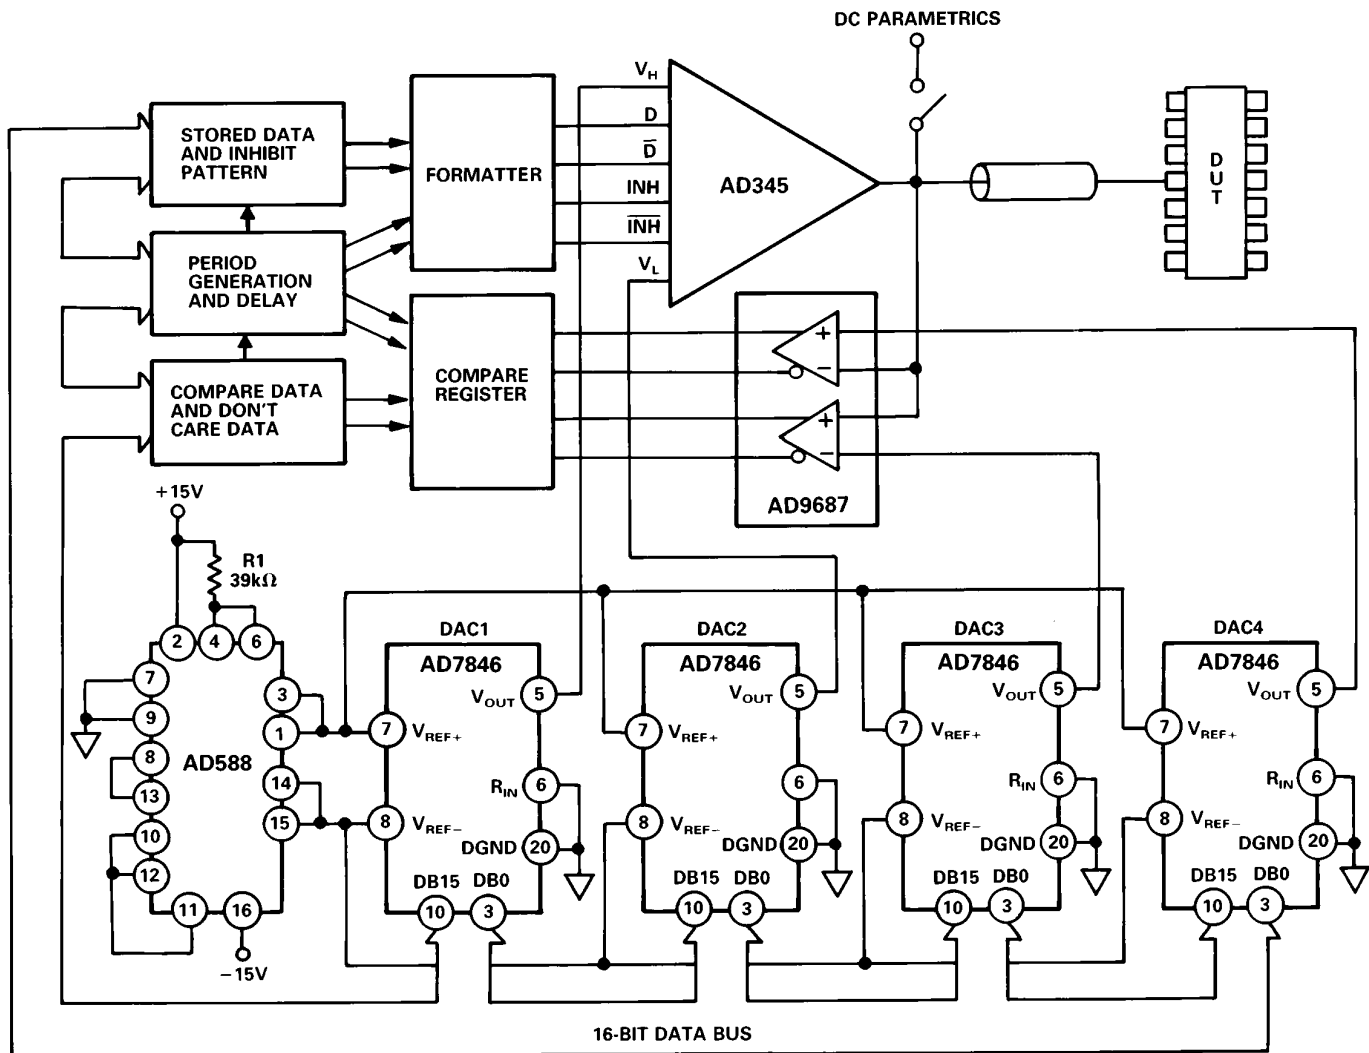 DC PARAMETRICS
STORED DATA
AND INHIBIT
PATTERN
PERIOD
GENERATION
AND DELAY
COMPARE DATA
AND DON'T
CARE DATA
FORMATTER
COMPARE
REGISTER
V_H
D
D̅
INH
I̅N̅H̅
V_L
AD345
DUT
+
−
+
−
AD9687
+15V
R1
39kΩ
2
4
6
7
9
8
13
10
12
11
16
3
1
14
15
AD588
−15V
DAC1
AD7846
V_OUT
5
7
V_REF+
R_IN
6
8
V_REF−
DGND
20
DB15
DB0
10
3
DAC2
AD7846
V_OUT
5
7
V_REF+
6
8
DGND
20
DB15
DB0
10
3
DAC3
AD7846
V_OUT
5
7
V_REF+
R_IN
6
8
V_REF−
DGND
20
DB15
DB0
10
3
DAC4
AD7846
V_OUT
5
7
V_REF+
R_IN
6
8
V_REF−
DGND
20
DB15
DB0
10
3
16-BIT DATA BUS